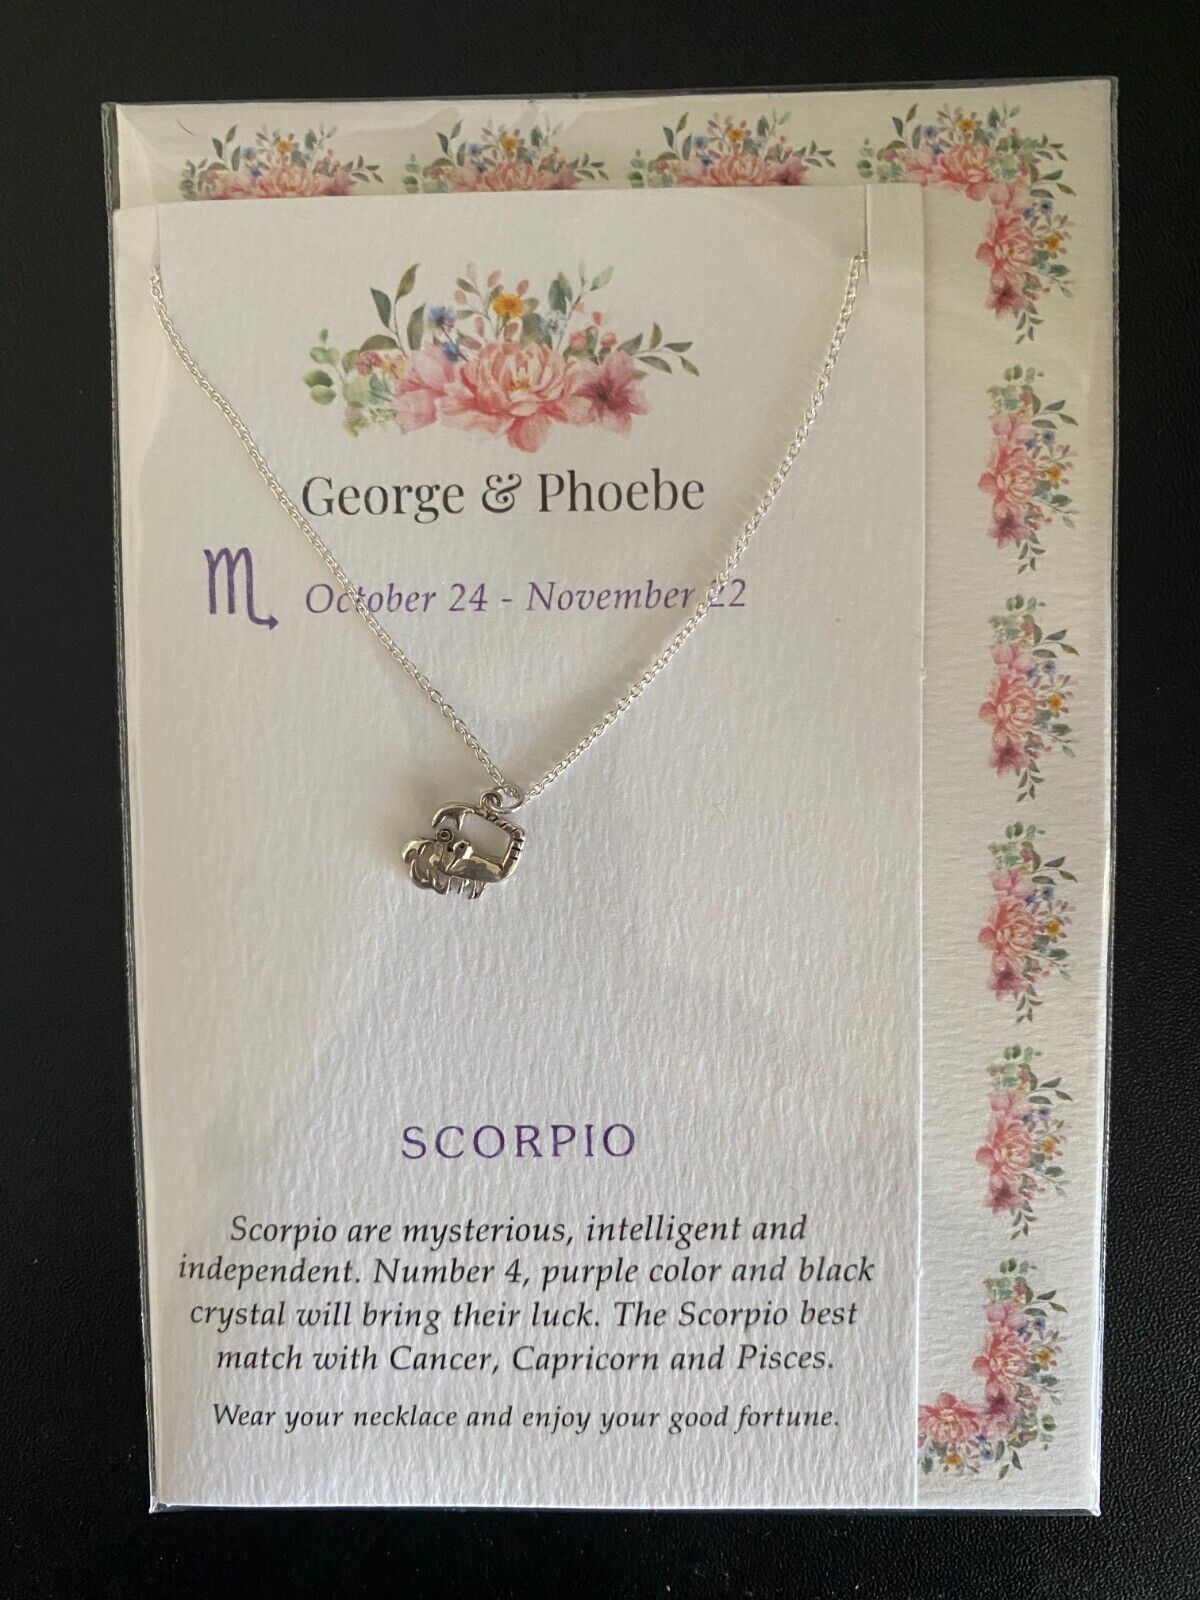 George & Phoebe
♏ October 24 - November 22
SCORPIO
Scorpio are mysterious, intelligent and
independent. Number 4, purple color and black
crystal will bring their luck. The Scorpio best
match with Cancer, Capricorn and Pisces.
Wear your necklace and enjoy your good fortune.